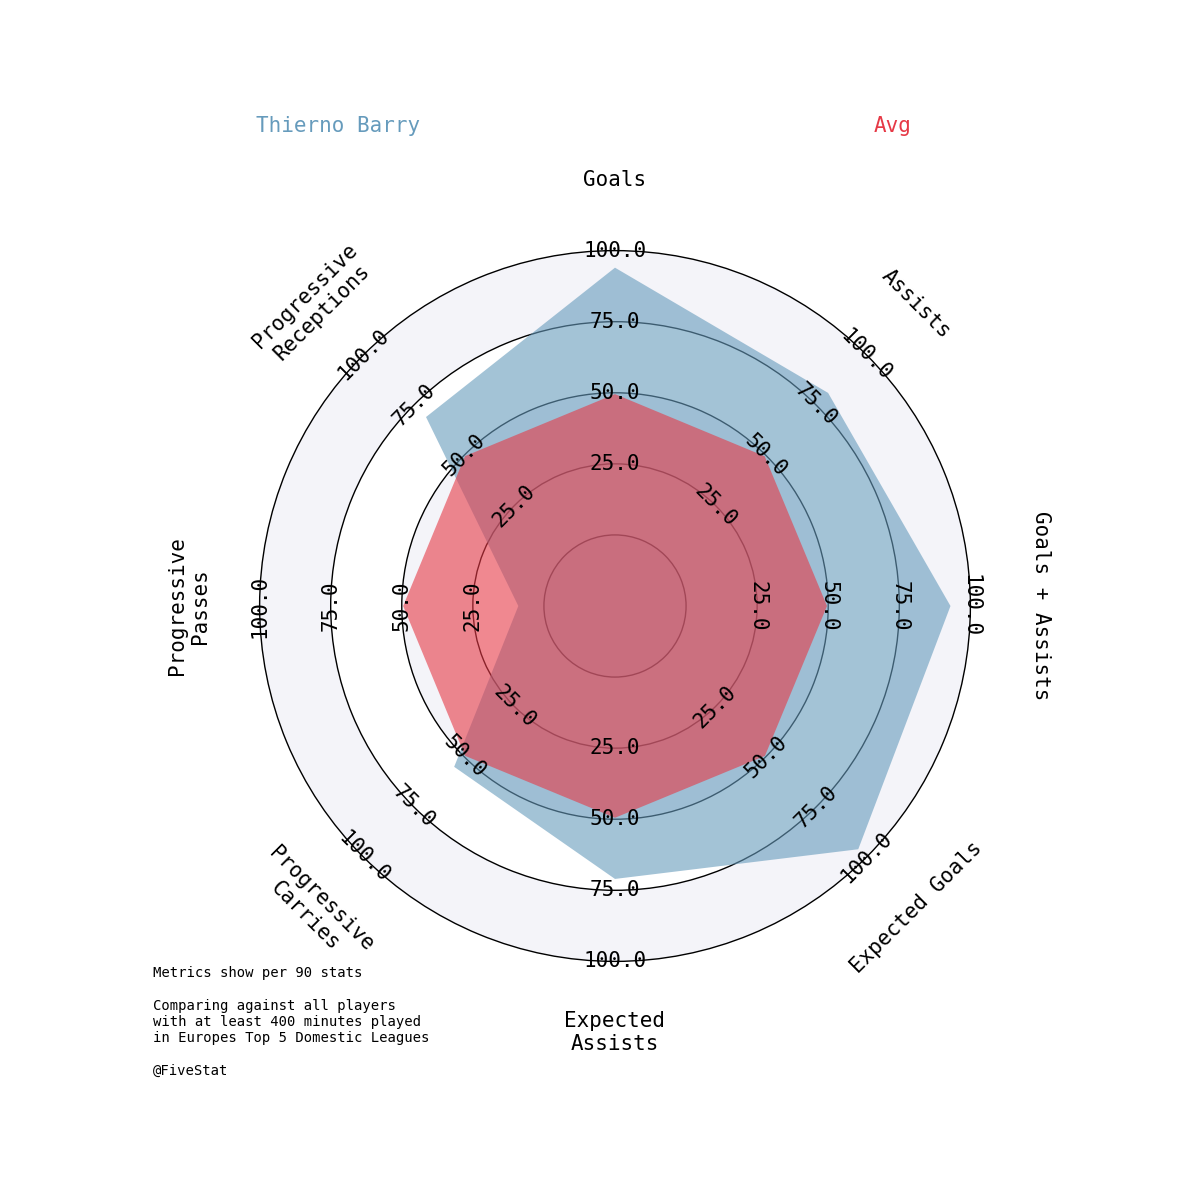 Thierno Barry
Avg
Goals
Assists
Goals + Assists
Expected Goals
Expected
Assists
Progressive
Carries
Progressive
Passes
Progressive
Receptions
25.0
50.0
75.0
100.0
25.0
50.0
75.0
100.0
25.0
50.0
75.0
100.0
25.0
50.0
75.0
100.0
25.0
50.0
75.0
100.0
25.0
50.0
75.0
100.0
25.0
50.0
75.0
100.0
25.0
50.0
75.0
100.0
Metrics show per 90 stats
Comparing against all players
with at least 400 minutes played
in Europes Top 5 Domestic Leagues
@FiveStat